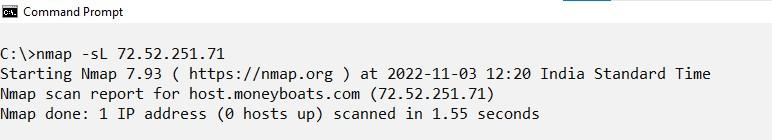 Command Prompt
C:\>nmap -sL 72.52.251.71
Starting Nmap 7.93 ( https://nmap.org ) at 2022-11-03 12:20 India Standard Time
Nmap scan report for host.moneyboats.com (72.52.251.71)
Nmap done: 1 IP address (0 hosts up) scanned in 1.55 seconds